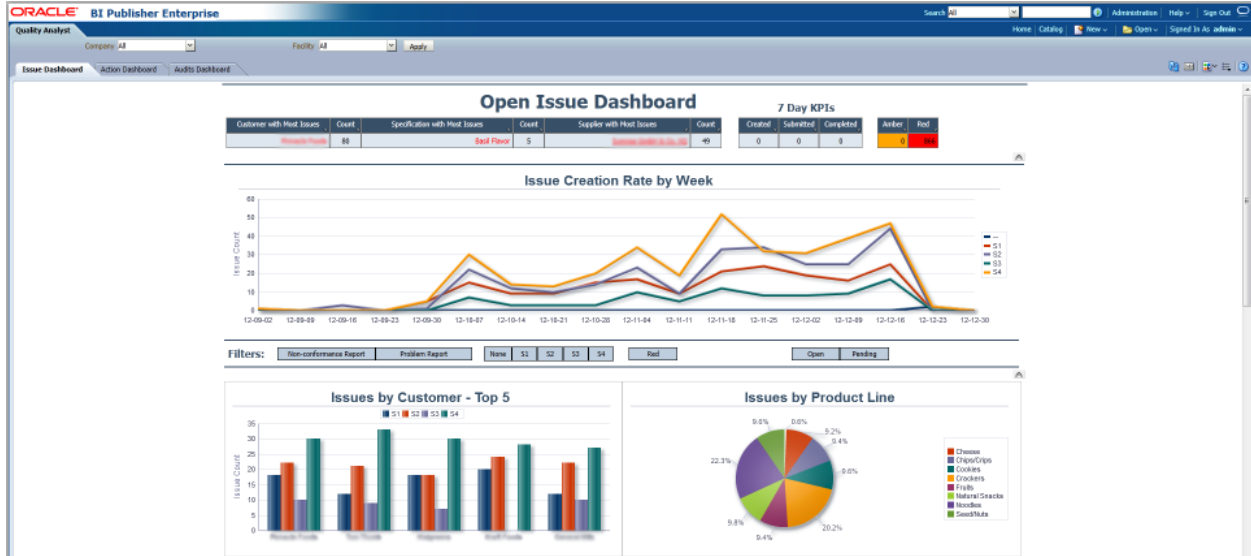 ORACLE BI Publisher Enterprise Search All Administration Help Sign Out
Quality Analyst Home Catalog New Open Signed In As admin
Company All Facility All Apply
Issue Dashboard Action Dashboard Audits Dashboard
Open Issue Dashboard
7 Day KPIs
Customer with Most Issues Count Specification with Most Issues Count Supplier with Most Issues Count Created Submitted Completed Amber Red
80 Basil Flavor 5 49 0 0 0 0
Issue Creation Rate by Week
60
50
40
30
20
10
0
Issue Count
--
S1
S2
S3
S4
12-09-02 12-09-09 12-09-16 12-09-23 12-09-30 12-10-07 12-10-14 12-10-21 12-10-28 12-11-04 12-11-11 12-11-18 12-11-25 12-12-02 12-12-09 12-12-16 12-12-23 12-12-30
Filters: Non-conformance Report Problem Report None S1 S2 S3 S4 Red Open Pending
Issues by Customer - Top 5
S1 S2 S3 S4
35
30
25
20
15
10
5
0
Issue Count
Issues by Product Line
9.6% 0.6%
9.2%
9.4%
22.3%
9.6%
9.8%
20.2%
9.4%
Cheese
Chips/Crips
Cookies
Crackers
Fruits
Natural Snacks
Noodles
Seed/Nuts